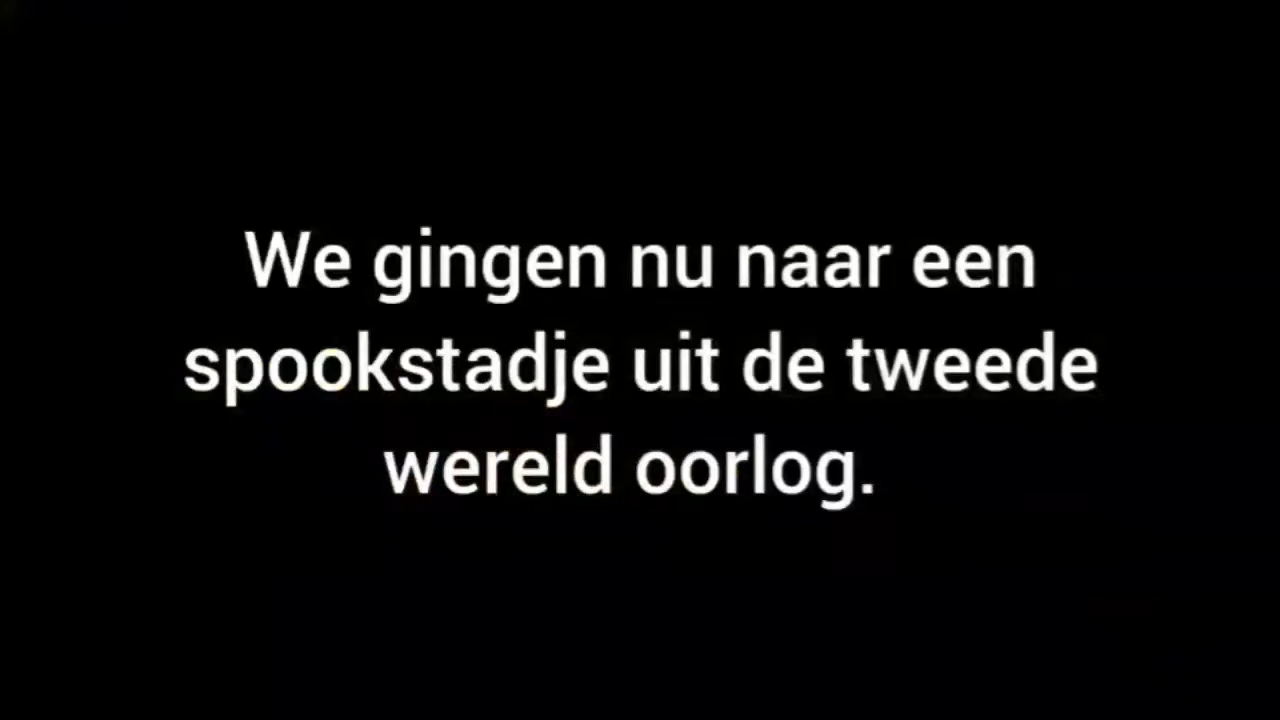 We gingen nu naar een
spookstadje uit de tweede
wereld oorlog.